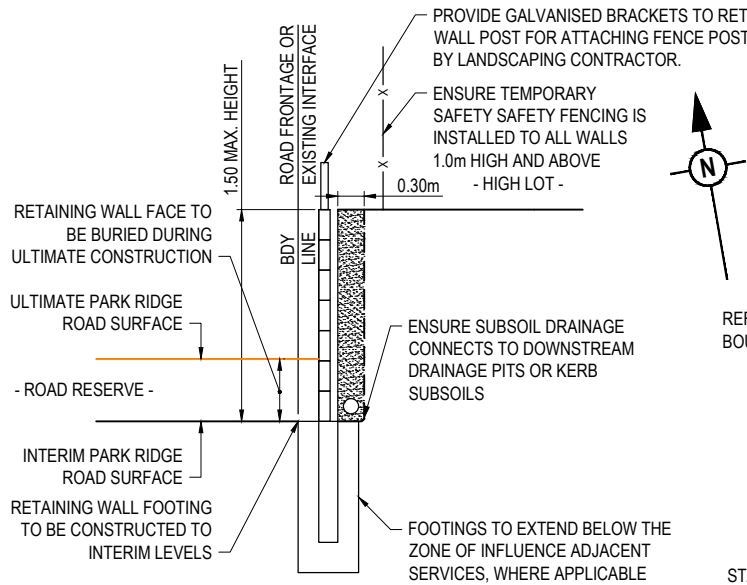 PROVIDE GALVANISED BRACKETS TO RET
WALL POST FOR ATTACHING FENCE POST
BY LANDSCAPING CONTRACTOR.
ENSURE TEMPORARY
SAFETY SAFETY FENCING IS
INSTALLED TO ALL WALLS
1.0m HIGH AND ABOVE
- HIGH LOT -
0.30m
1.50 MAX. HEIGHT
ROAD FRONTAGE OR
EXISTING INTERFACE
BDY LINE
X
X
N
RETAINING WALL FACE TO
BE BURIED DURING
ULTIMATE CONSTRUCTION
ULTIMATE PARK RIDGE
ROAD SURFACE
- ROAD RESERVE -
INTERIM PARK RIDGE
ROAD SURFACE
RETAINING WALL FOOTING
TO BE CONSTRUCTED TO
INTERIM LEVELS
ENSURE SUBSOIL DRAINAGE
CONNECTS TO DOWNSTREAM
DRAINAGE PITS OR KERB
SUBSOILS
FOOTINGS TO EXTEND BELOW THE
ZONE OF INFLUENCE ADJACENT
SERVICES, WHERE APPLICABLE